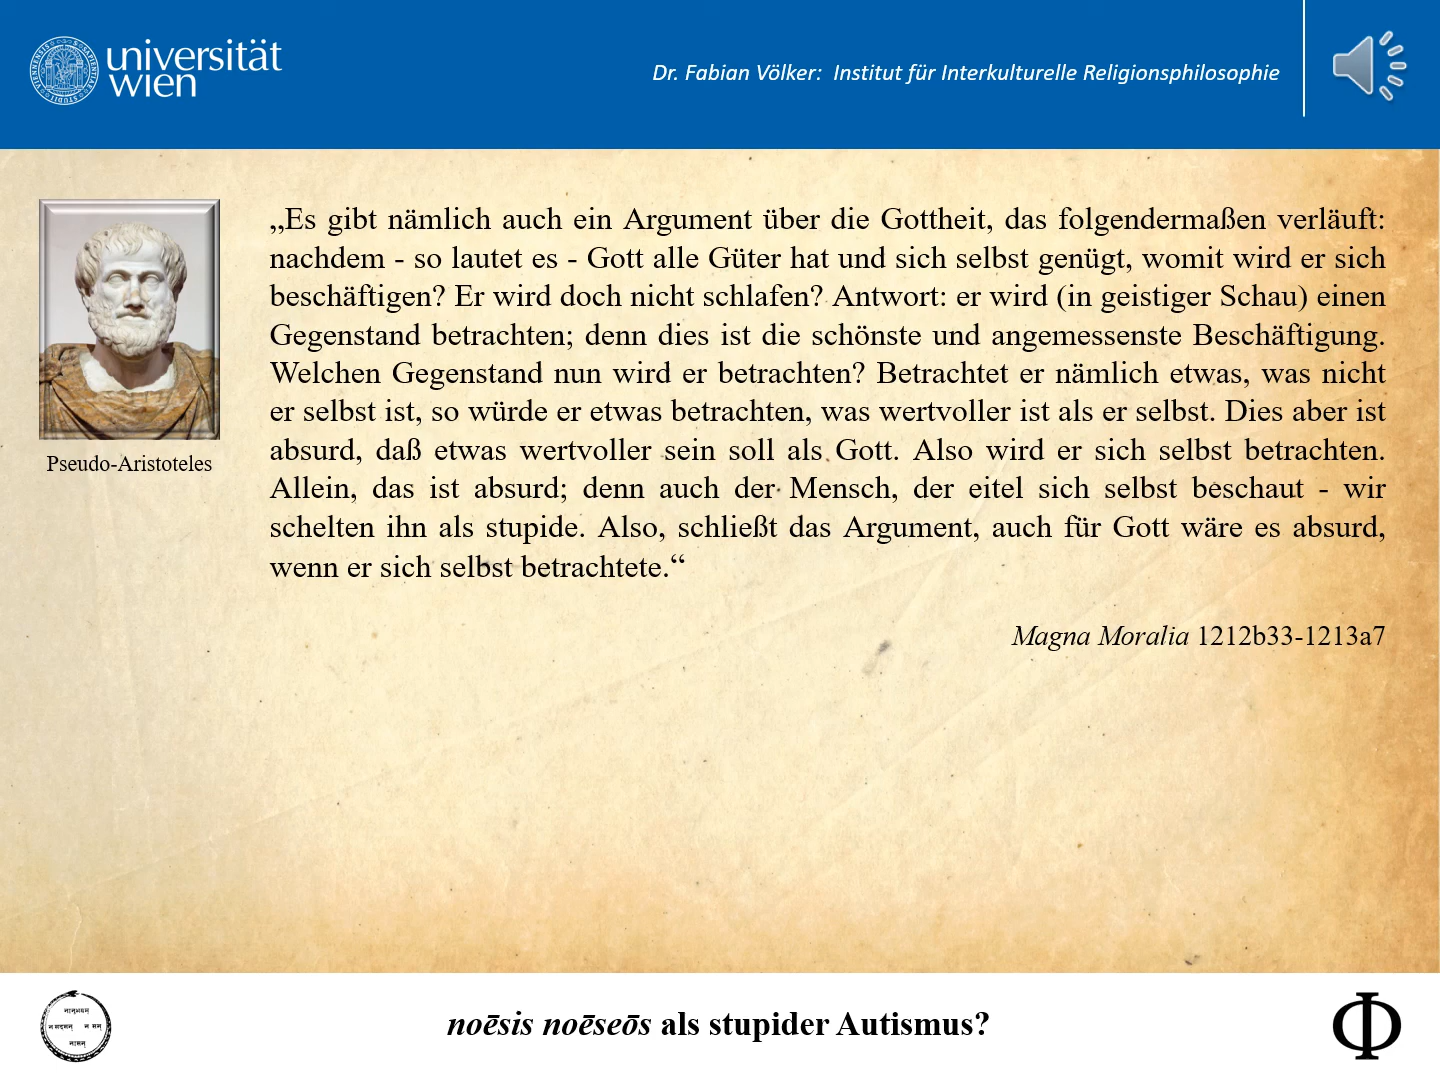 universität
wien
Dr. Fabian Völker:  Institut für Interkulturelle Religionsphilosophie
„Es gibt nämlich auch ein Argument über die Gottheit, das folgendermaßen verläuft:
nachdem - so lautet es - Gott alle Güter hat und sich selbst genügt, womit wird er sich
beschäftigen? Er wird doch nicht schlafen? Antwort: er wird (in geistiger Schau) einen
Gegenstand betrachten; denn dies ist die schönste und angemessenste Beschäftigung.
Welchen Gegenstand nun wird er betrachten? Betrachtet er nämlich etwas, was nicht
er selbst ist, so würde er etwas betrachten, was wertvoller ist als er selbst. Dies aber ist
absurd, daß etwas wertvoller sein soll als Gott. Also wird er sich selbst betrachten.
Allein, das ist absurd; denn auch der Mensch, der eitel sich selbst beschaut - wir
schelten ihn als stupide. Also, schließt das Argument, auch für Gott wäre es absurd,
wenn er sich selbst betrachtete.“
Pseudo-Aristoteles
Magna Moralia 1212b33-1213a7
noēsis noēseōs als stupider Autismus?
Φ